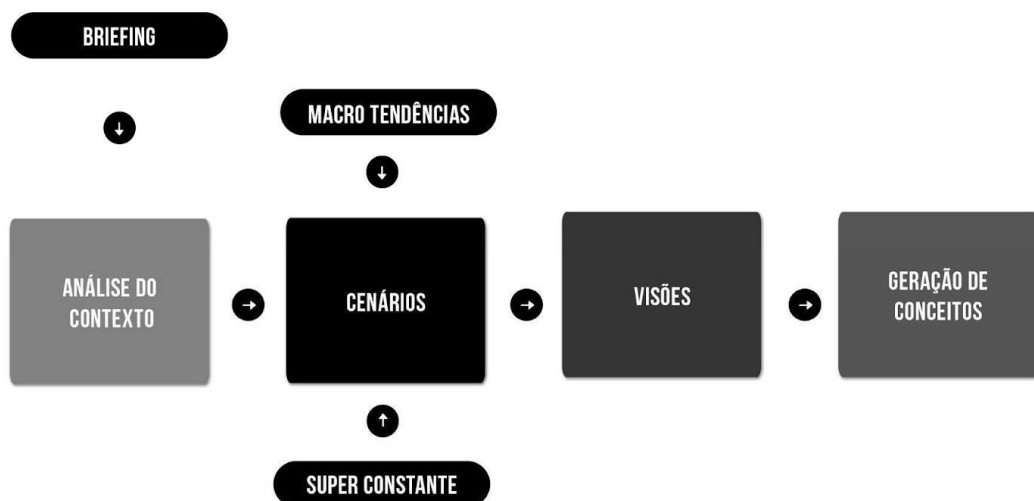 BRIEFING
MACRO TENDÊNCIAS
ANÁLISE DO
CONTEXTO
CENÁRIOS
VISÕES
GERAÇÃO DE
CONCEITOS
SUPER CONSTANTE